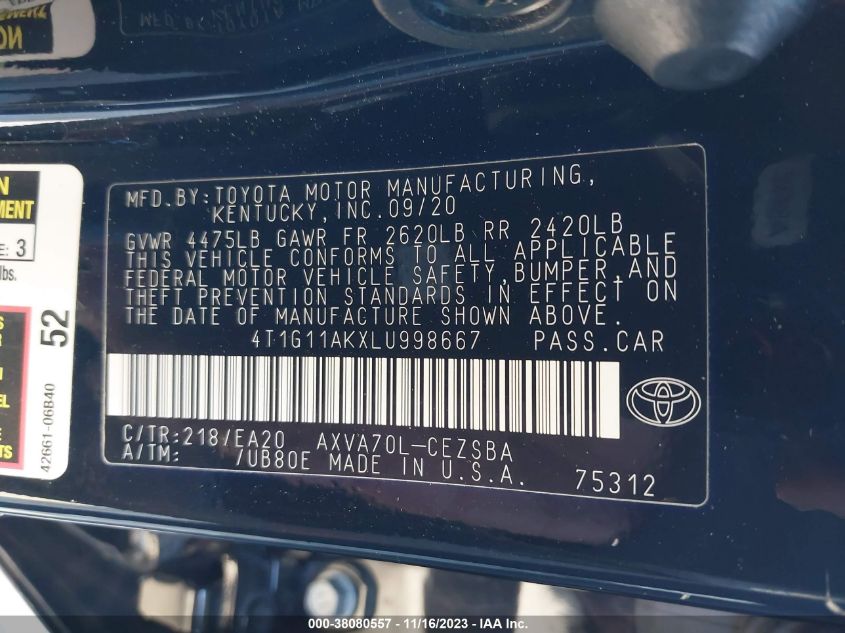 MFD. BY: TOYOTA MOTOR MANUFACTURING,
KENTUCKY, INC. 09/20
GVWR 4475LB GAWR FR 2620LB RR 2420LB
THIS VEHICLE CONFORMS TO ALL APPLICABLE
FEDERAL MOTOR VEHICLE SAFETY, BUMPER, AND
THEFT PREVENTION STANDARDS IN EFFECT ON
THE DATE OF MANUFACTURE SHOWN ABOVE.
4T1G11AKXLU998667 PASS.CAR
C/TR:218/EA20 AXVA70L-CEZSBA
A/TM: /UB80E MADE IN U.S.A.
75312
3
lbs.
52
42661-06B40
000-38080557 - 11/16/2023 - © IAA Inc.